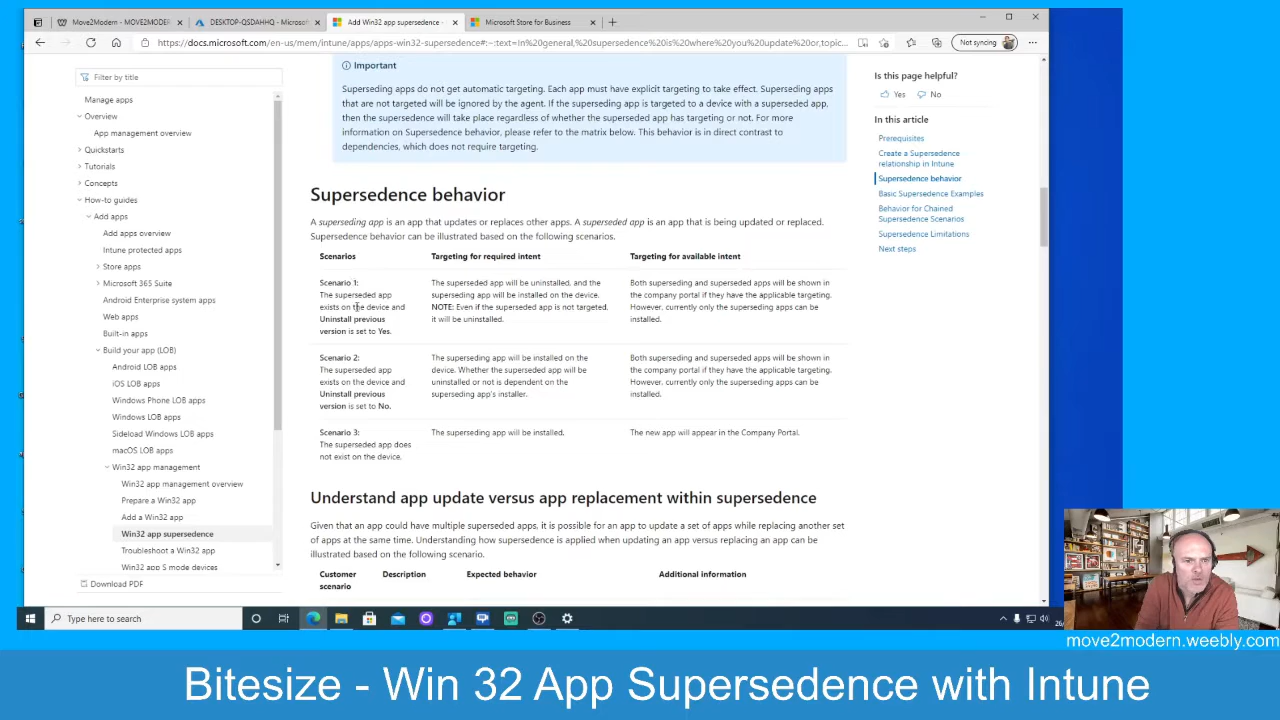 Move2Modern - MOVE2MODER
DESKTOP-QSDAHHQ - Microsof
Add Win32 app supersedence -
Microsoft Store for Business
https://docs.microsoft.com/en-us/mem/intune/apps/apps-win32-supersedence#:~:text=In%20general,%20supersedence%20is%20where%20you%20update%20or,topic...
Not syncing
Filter by title
Manage apps
Overview
App management overview
Quickstarts
Tutorials
Concepts
How-to guides
Add apps
Add apps overview
Intune protected apps
Store apps
Microsoft 365 Suite
Android Enterprise system apps
Web apps
Built-in apps
Build your app (LOB)
Android LOB apps
iOS LOB apps
Windows Phone LOB apps
Windows LOB apps
Sideload Windows LOB apps
macOS LOB apps
Win32 app management
Win32 app management overview
Prepare a Win32 app
Add a Win32 app
Win32 app supersedence
Troubleshoot a Win32 app
Win32 app S mode devices
Download PDF
Important
Superseding apps do not get automatic targeting. Each app must have explicit targeting to take effect. Superseding apps
that are not targeted will be ignored by the agent. If the superseding app is targeted to a device with a superseded app,
then the supersedence will take place regardless of whether the superseded app has targeting or not. For more
information on Supersedence behavior, please refer to the matrix below. This behavior is in direct contrast to
dependencies, which does not require targeting.
Supersedence behavior
A superseding app is an app that updates or replaces other apps. A superseded app is an app that is being updated or replaced.
Supersedence behavior can be illustrated based on the following scenarios.
Scenarios
Targeting for required intent
Targeting for available intent
Scenario 1:
The superseded app
exists on the device and
Uninstall previous
version is set to Yes.
The superseded app will be uninstalled, and the
superseding app will be installed on the device.
NOTE: Even if the superseded app is not targeted,
it will be uninstalled.
Both superseding and superseded apps will be shown in
the company portal if they have the applicable targeting.
However, currently only the superseding apps can be
installed.
Scenario 2:
The superseded app
exists on the device and
Uninstall previous
version is set to No.
The superseding app will be installed on the
device. Whether the superseded app will be
uninstalled or not is dependent on the
superseding app's installer.
Both superseding and superseded apps will be shown in
the company portal if they have the applicable targeting.
However, currently only the superseding apps can be
installed.
Scenario 3:
The superseded app does
not exist on the device.
The superseding app will be installed.
The new app will appear in the Company Portal.
Understand app update versus app replacement within supersedence
Given that an app could have multiple superseded apps, it is possible for an app to update a set of apps while replacing another set
of apps at the same time. Understanding how supersedence is applied when updating an app versus replacing an app can be
illustrated based on the following scenario.
Customer
scenario
Description
Expected behavior
Additional information
Is this page helpful?
Yes
No
In this article
Prerequisites
Create a Supersedence
relationship in Intune
Supersedence behavior
Basic Supersedence Examples
Behavior for Chained
Supersedence Scenarios
Supersedence Limitations
Next steps
Type here to search
26/
move2modern.weebly.com
Bitesize - Win 32 App Supersedence with Intune